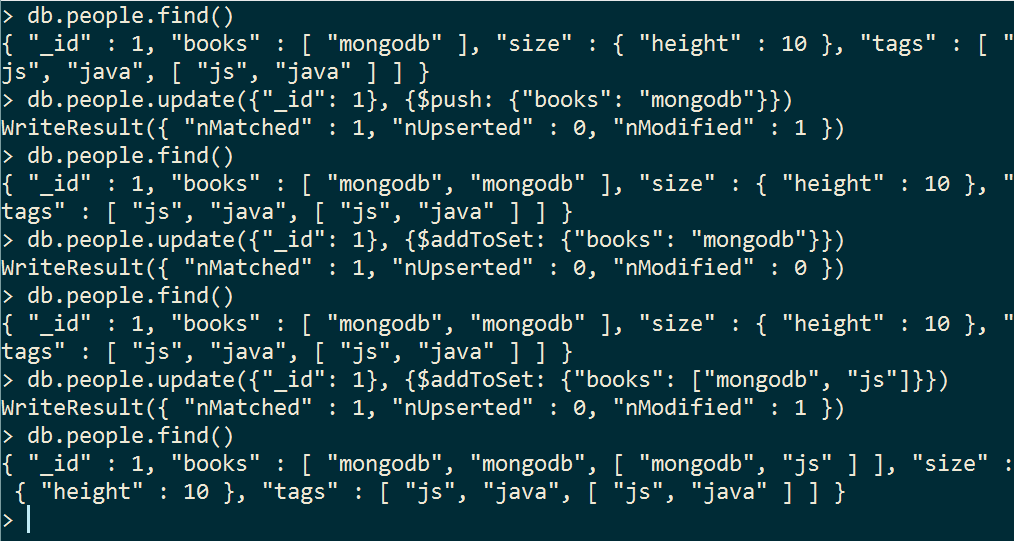 > db.people.find()
{ "_id" : 1, "books" : [ "mongodb" ], "size" : { "height" : 10 }, "tags" : [ "
js", "java", [ "js", "java" ] ] }
> db.people.update({"_id": 1}, {$push: {"books": "mongodb"}})
WriteResult({ "nMatched" : 1, "nUpserted" : 0, "nModified" : 1 })
> db.people.find()
{ "_id" : 1, "books" : [ "mongodb", "mongodb" ], "size" : { "height" : 10 }, "
tags" : [ "js", "java", [ "js", "java" ] ] }
> db.people.update({"_id": 1}, {$addToSet: {"books": "mongodb"}})
WriteResult({ "nMatched" : 1, "nUpserted" : 0, "nModified" : 0 })
> db.people.find()
{ "_id" : 1, "books" : [ "mongodb", "mongodb" ], "size" : { "height" : 10 }, "
tags" : [ "js", "java", [ "js", "java" ] ] }
> db.people.update({"_id": 1}, {$addToSet: {"books": ["mongodb", "js"]}})
WriteResult({ "nMatched" : 1, "nUpserted" : 0, "nModified" : 1 })
> db.people.find()
{ "_id" : 1, "books" : [ "mongodb", "mongodb", [ "mongodb", "js" ] ], "size" :
 { "height" : 10 }, "tags" : [ "js", "java", [ "js", "java" ] ] }
>